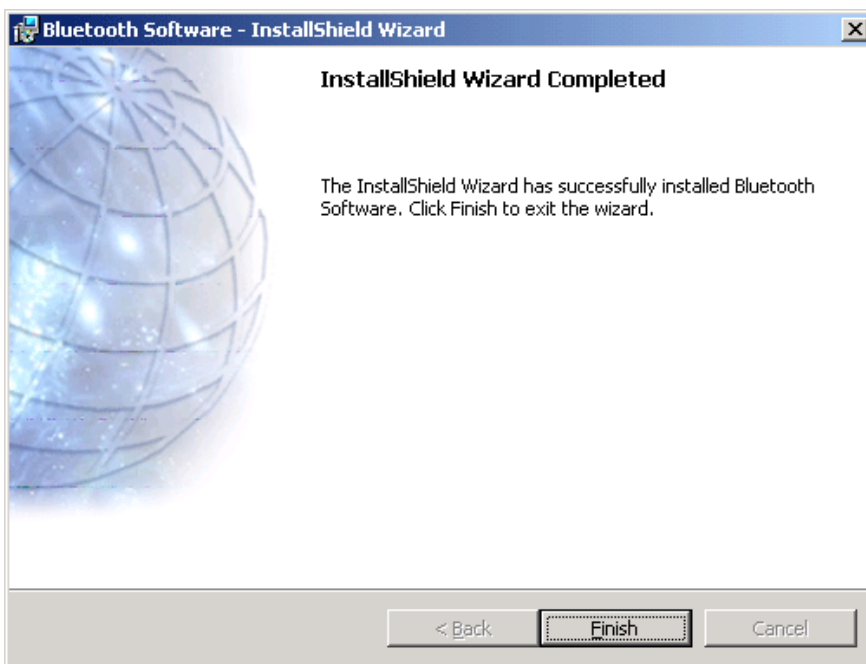 Bluetooth Software - InstallShield Wizard
InstallShield Wizard Completed
The InstallShield Wizard has successfully installed Bluetooth
Software. Click Finish to exit the wizard.
< Back
Finish
Cancel